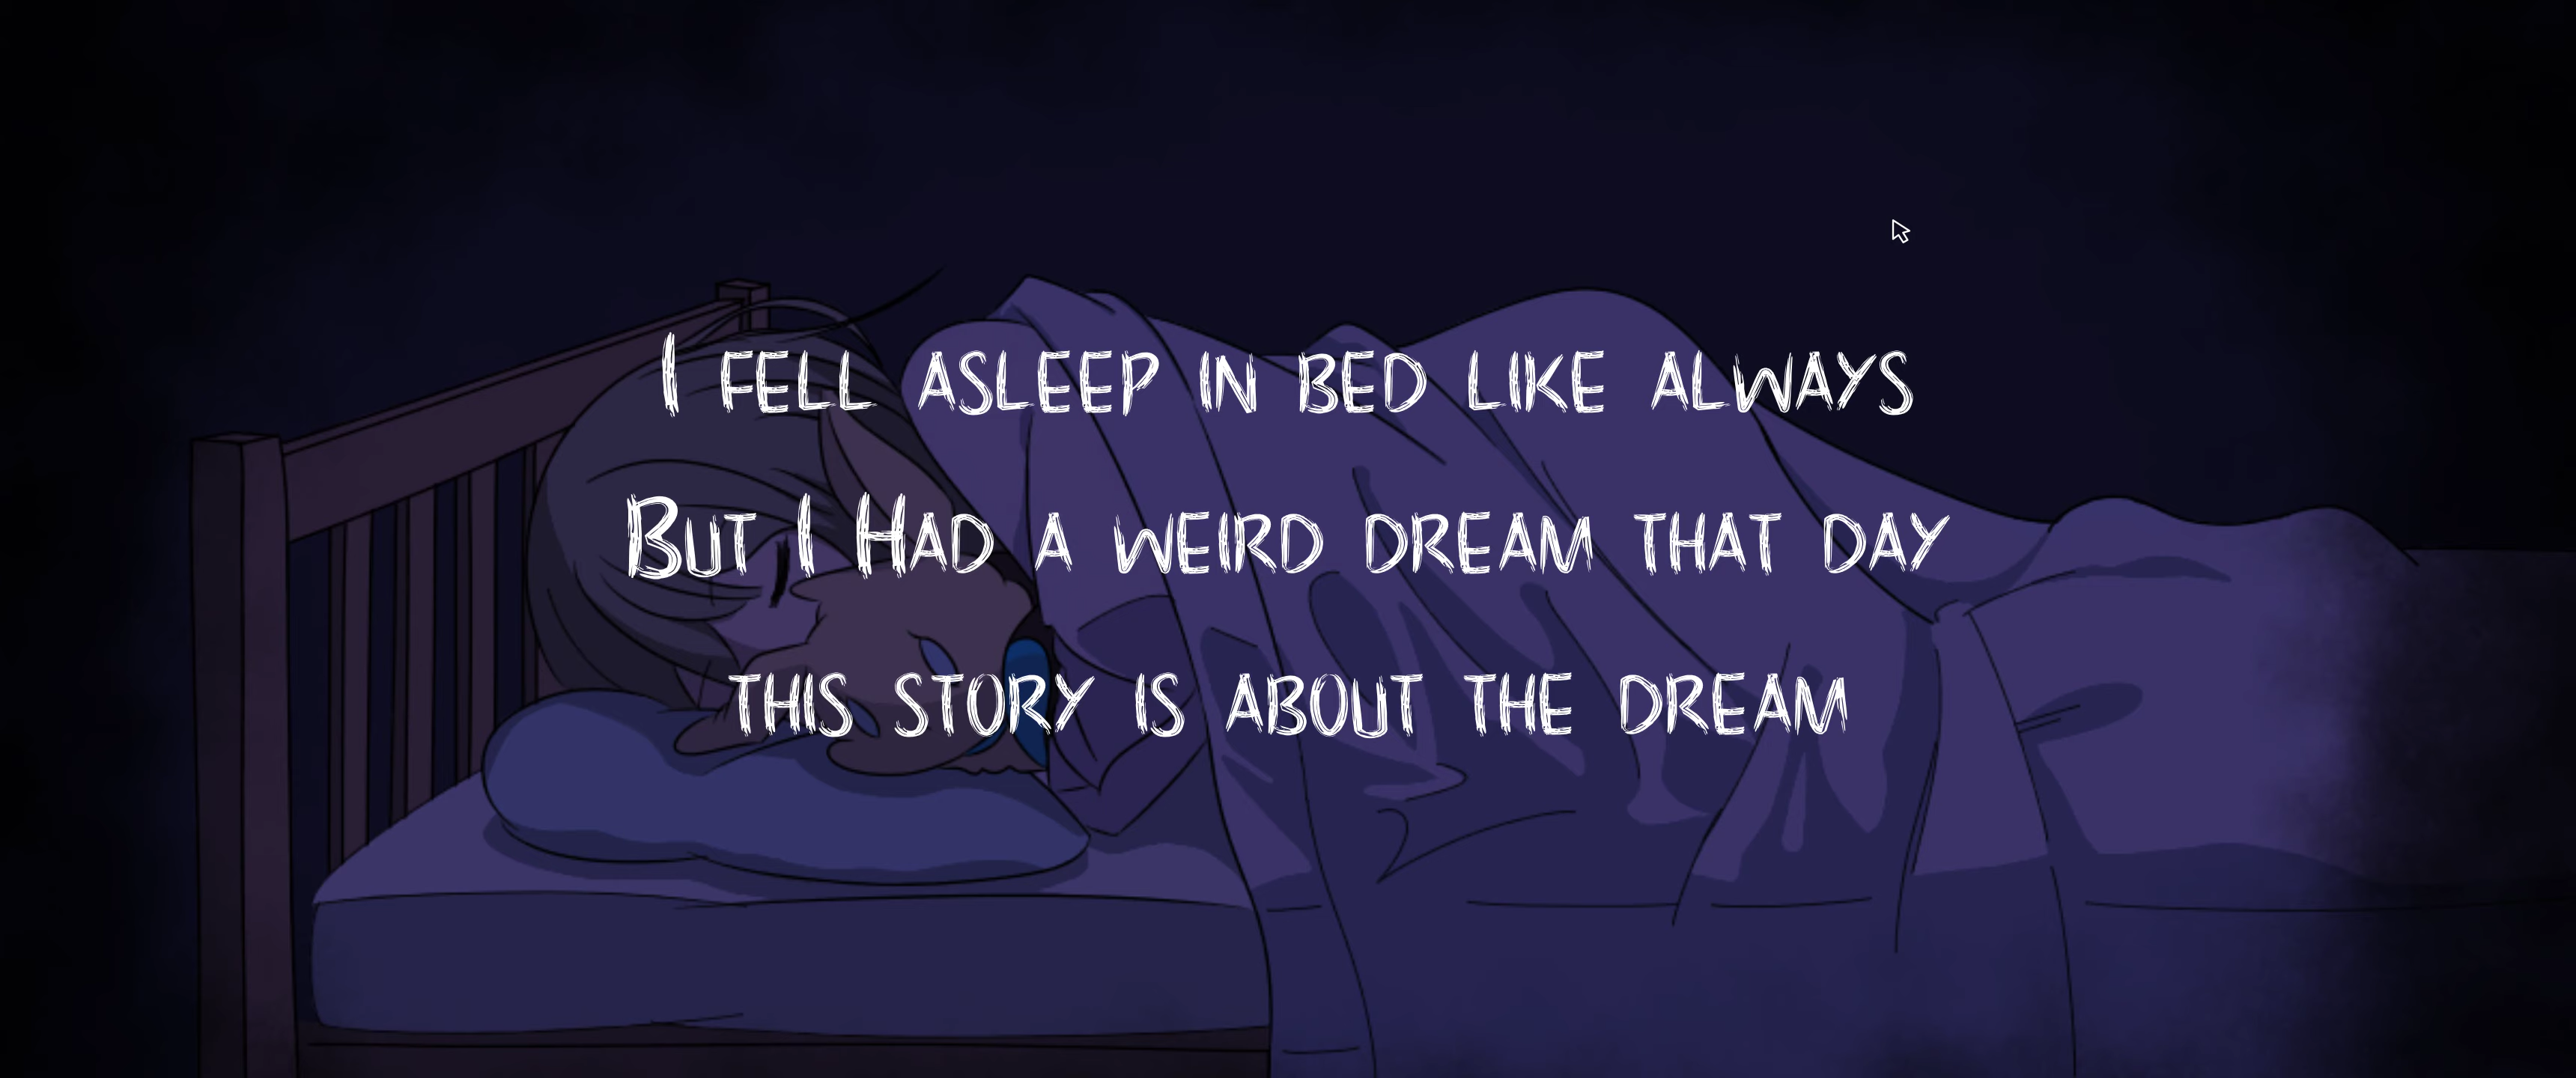 I fell asleep in bed like always
But I Had a weird dream that day
this story is about the dream